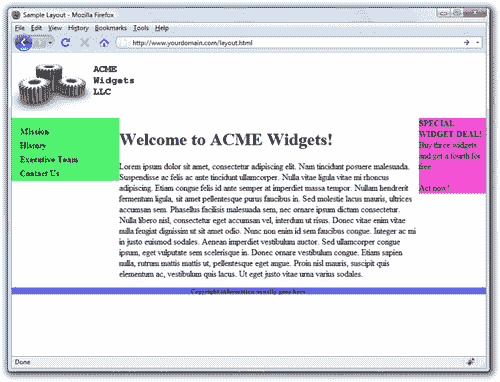 Sample Layout - Mozilla Firefox
File Edit View History Bookmarks Tools Help
http://www.yourdomain.com/layout.html
ACME
Widgets
LLC
Mission
History
Executive Team
Contact Us
Welcome to ACME Widgets!
Lorem ipsum dolor sit amet, consectetur adipiscing elit. Nam tincidunt posuere malesuada.
Suspendisse ac felis ac ante tincidunt ullamcorper. Nulla vitae ligula vitae mi rhoncus
adipiscing. Etiam congue felis id ante semper at imperdiet massa tempor. Nullam hendrerit
fermentum ligula, sit amet pellentesque purus faucibus in. Sed molestie lacus mauris, ultrices
accumsan sem. Phasellus facilisis malesuada sem, nec ornare ipsum dictum consectetur.
Nulla libero nisl, consectetur eget accumsan vel, interdum ut risus. Donec vitae enim vitae
nulla feugiat dignissim ut sit amet odio. Nunc non enim id sem faucibus congue. Integer ac mi
in justo euismod sodales. Aenean imperdiet vestibulum auctor. Sed ullamcorper congue
ipsum, eget vulputate sem scelerisque in. Donec ornare vestibulum congue. Etiam sapien
nulla, rutrum mattis mattis ut, pellentesque eget augue. Proin nisl mauris, suscipit quis
elementum ac, vestibulum quis lacus. Ut eget justo vitae urna varius sodales.
SPECIAL
WIDGET DEAL!
Buy three widgets
and get a fourth for
free
Act now!
Copyright information usually goes here
Done